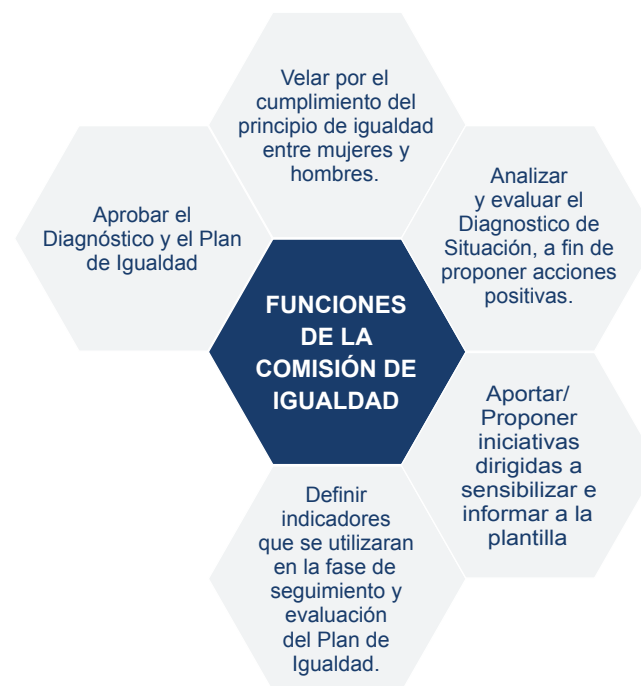 Velar por el
cumplimiento del
principio de igualdad
entre mujeres y
hombres.
Aprobar el
Diagnóstico y el Plan
de Igualdad
Analizar
y evaluar el
Diagnostico de
Situación, a fin de
proponer acciones
positivas.
FUNCIONES
DE LA
COMISIÓN DE
IGUALDAD
Aportar/
Proponer
iniciativas
dirigidas a
sensibilizar e
informar a la
plantilla
Definir
indicadores
que se utilizaran
en la fase de
seguimiento y
evaluación
del Plan de
Igualdad.